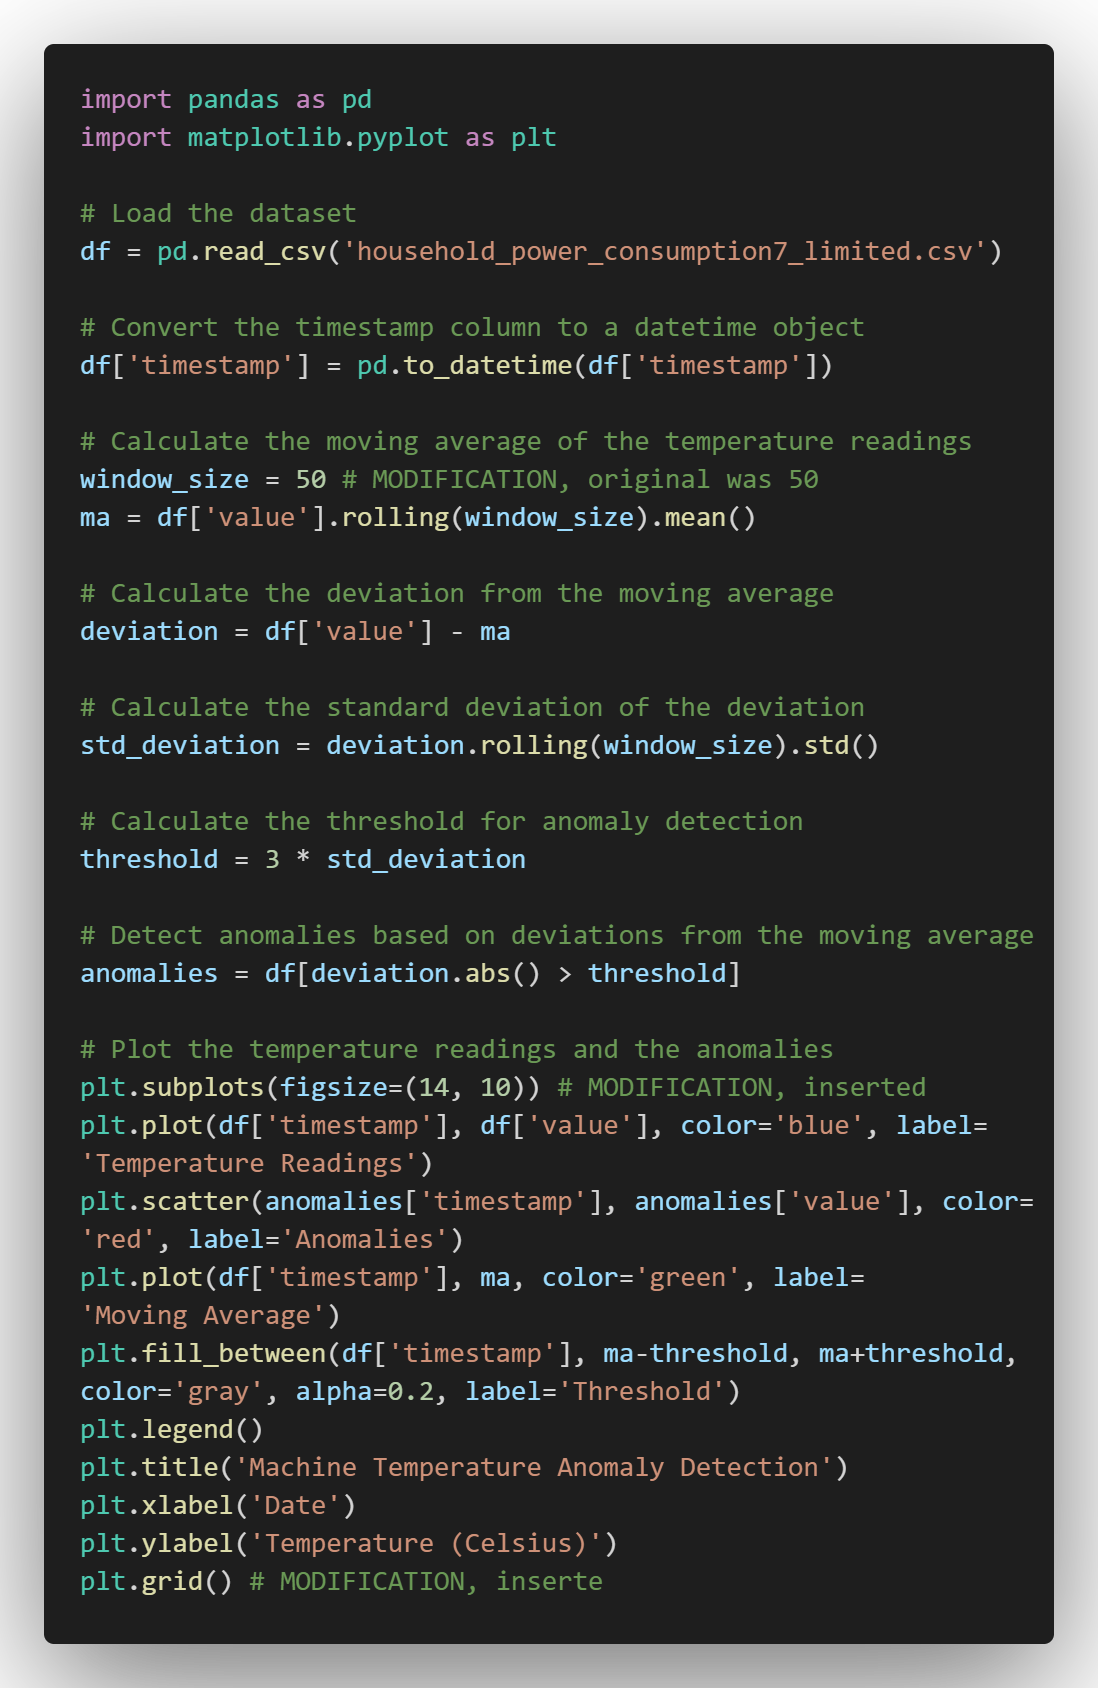 import pandas as pd
import matplotlib.pyplot as plt
# Load the dataset
df = pd.read_csv('household_power_consumption7_limited.csv')
# Convert the timestamp column to a datetime object
df['timestamp'] = pd.to_datetime(df['timestamp'])
# Calculate the moving average of the temperature readings
window_size = 50 # MODIFICATION, original was 50
ma = df['value'].rolling(window_size).mean()
# Calculate the deviation from the moving average
deviation = df['value'] - ma
# Calculate the standard deviation of the deviation
std_deviation = deviation.rolling(window_size).std()
# Calculate the threshold for anomaly detection
threshold = 3 * std_deviation
# Detect anomalies based on deviations from the moving average
anomalies = df[deviation.abs() > threshold]
# Plot the temperature readings and the anomalies
plt.subplots(figsize=(14, 10)) # MODIFICATION, inserted
plt.plot(df['timestamp'], df['value'], color='blue', label=
'Temperature Readings')
plt.scatter(anomalies['timestamp'], anomalies['value'], color=
'red', label='Anomalies')
plt.plot(df['timestamp'], ma, color='green', label=
'Moving Average')
plt.fill_between(df['timestamp'], ma-threshold, ma+threshold,
color='gray', alpha=0.2, label='Threshold')
plt.legend()
plt.title('Machine Temperature Anomaly Detection')
plt.xlabel('Date')
plt.ylabel('Temperature (Celsius)')
plt.grid() # MODIFICATION, inserte